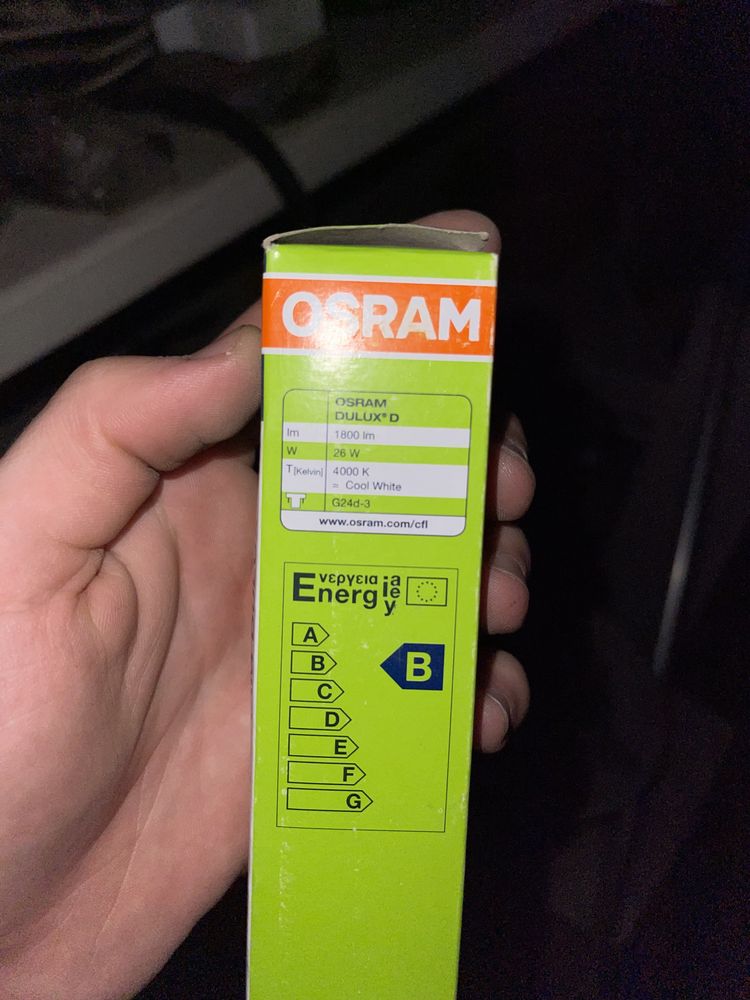 OSRAM
OSRAM
DULUX® D
lm 1800 lm
W 26 W
T [Kelvin] 4000 K
= Cool White
G24d-3
www.osram.com/cfl
Ενεργεια
Energ ia
ie
ey
y
A
B B
C
D
E
F
G